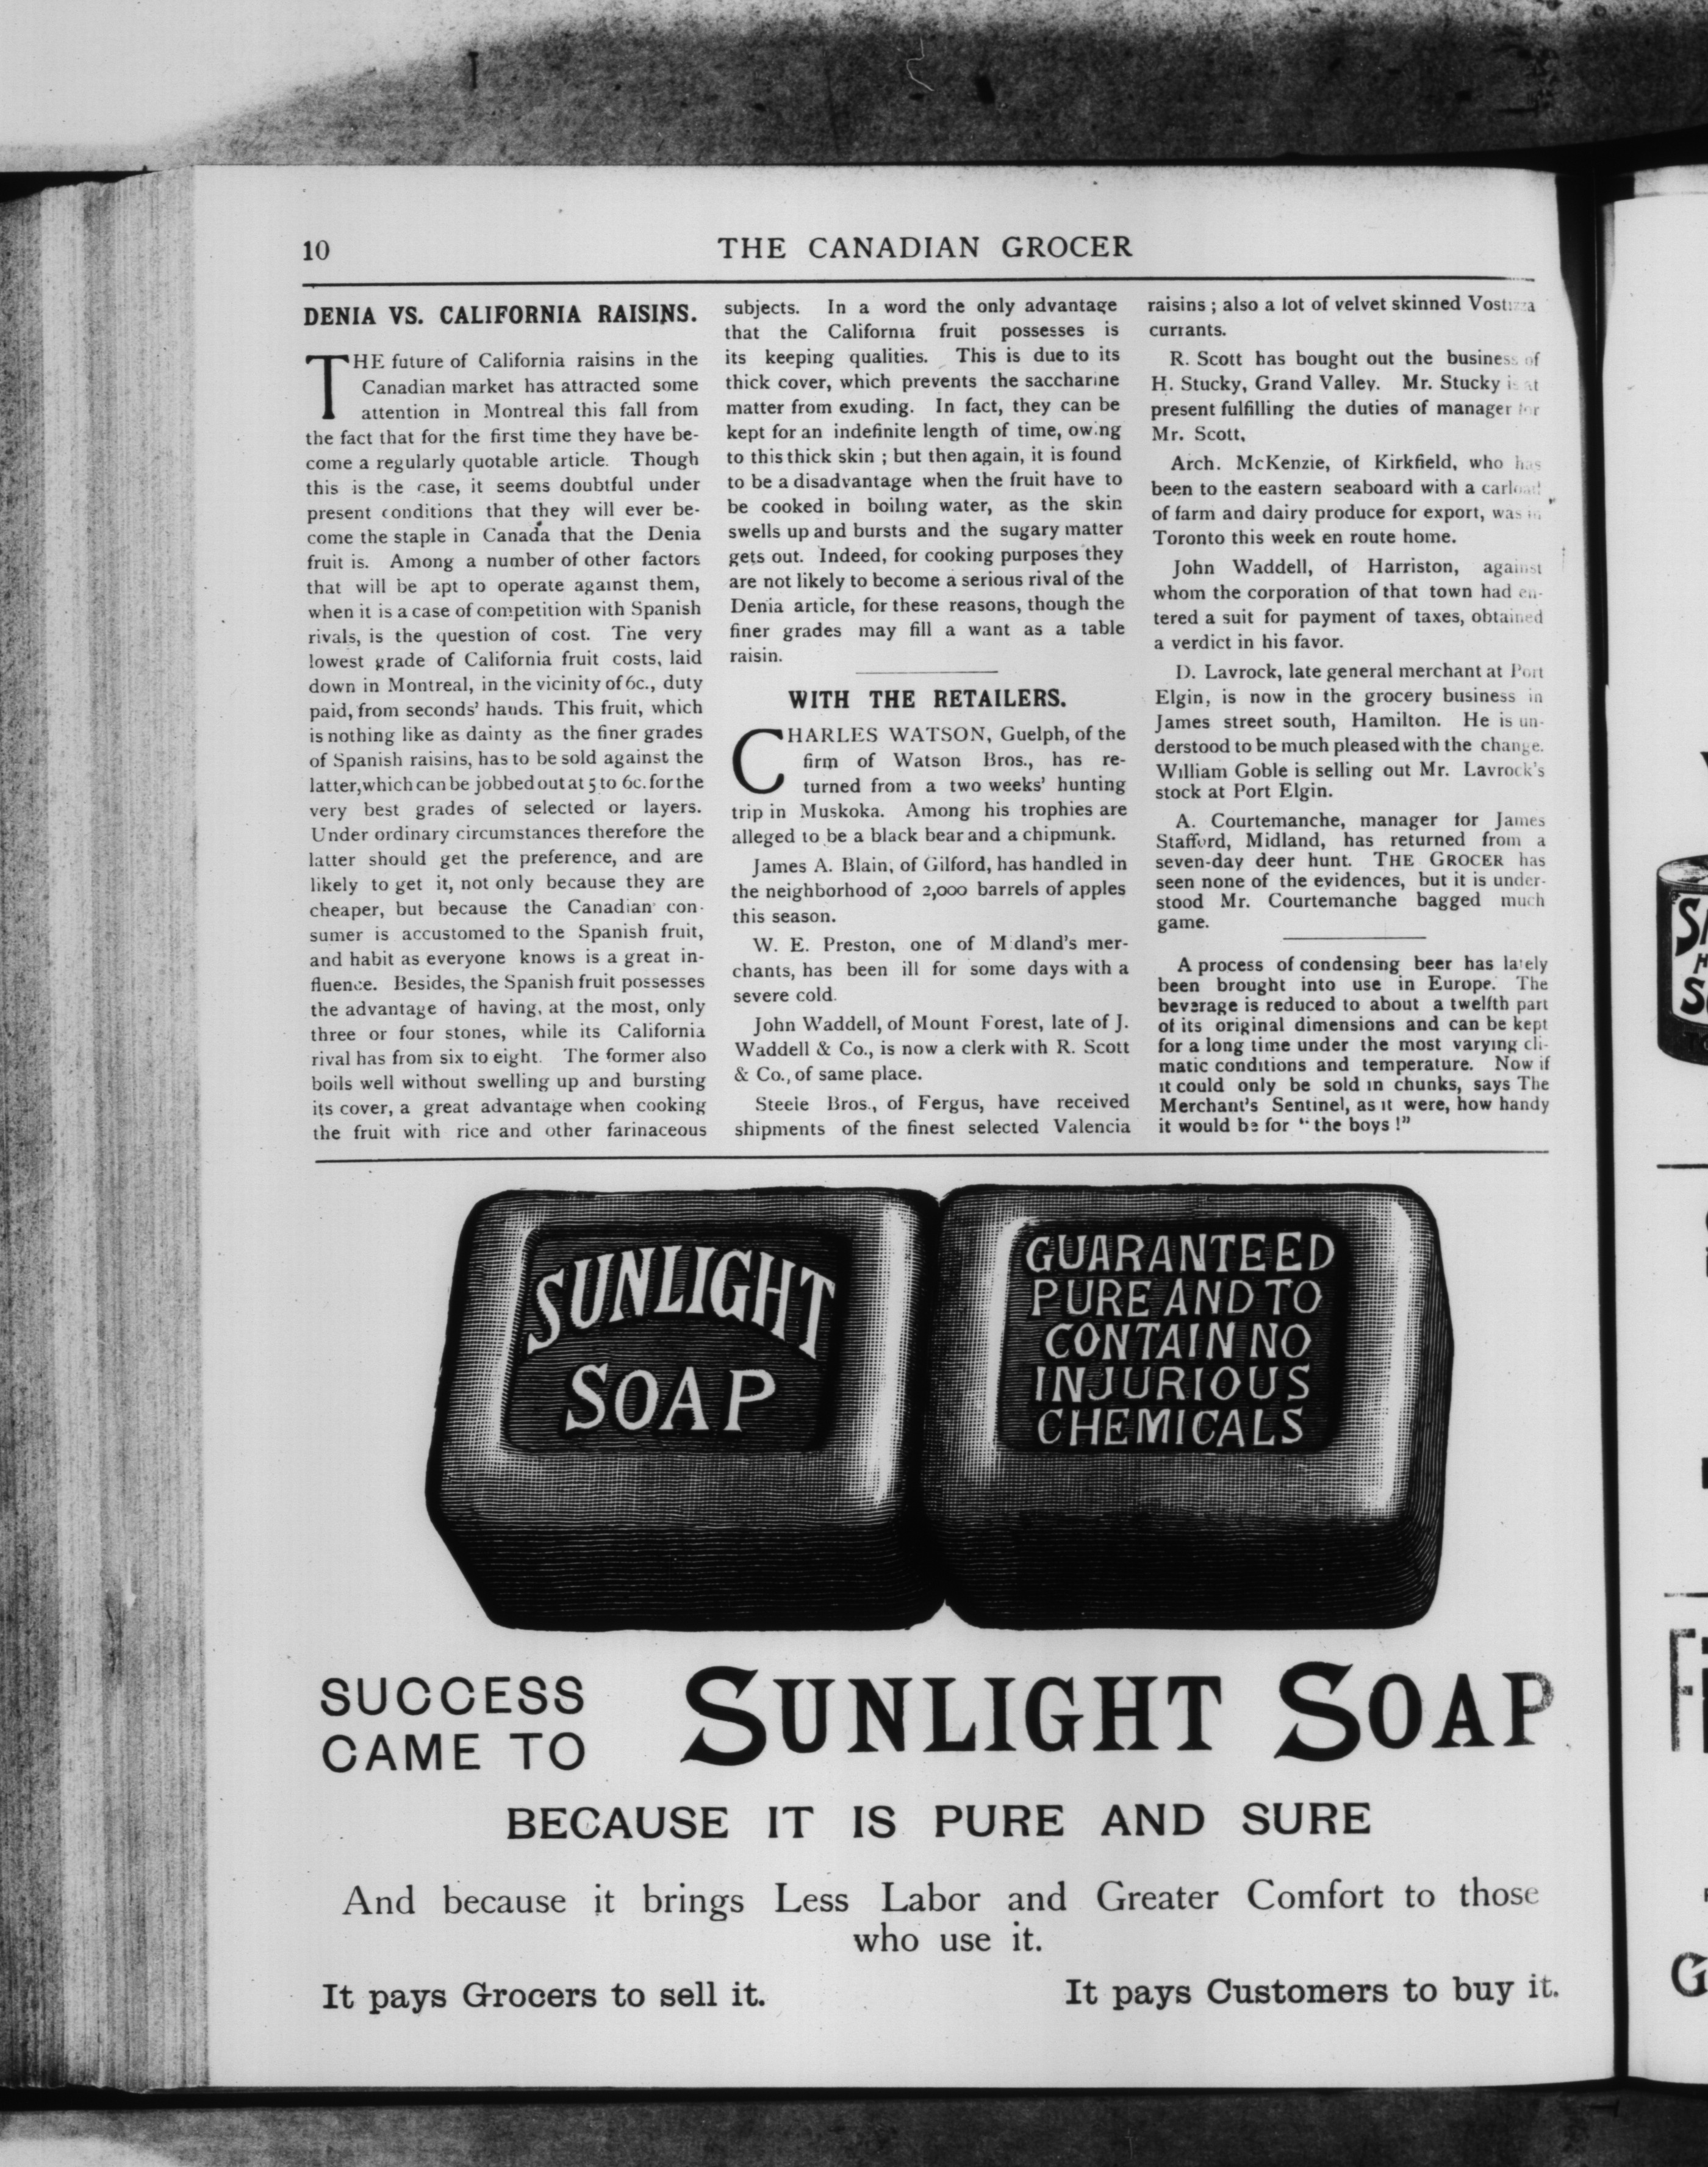 10
THE CANADIAN GROCER
DENIA VS. CALIFORNIA RAISINS.
THE future of California raisins in the
Canadian market has attracted some
attention in Montreal this fall from
the fact that for the first time they have be-
come a regularly quotable article. Though
this is the case, it seems doubtful under
present conditions that they will ever be-
come the staple in Canada that the Denia
fruit is. Among a number of other factors
that will be apt to operate against them,
when it is a case of competition with Spanish
rivals, is the question of cost. The very
lowest grade of California fruit costs, laid
down in Montreal, in the vicinity of 6c., duty
paid, from seconds' hands. This fruit, which
is nothing like as dainty as the finer grades
of Spanish raisins, has to be sold against the
latter, which can be jobbed out at 5 to 6c. for the
very best grades of selected or layers.
Under ordinary circumstances therefore the
latter should get the preference, and are
likely to get it, not only because they are
cheaper, but because the Canadian con-
sumer is accustomed to the Spanish fruit,
and habit as everyone knows is a great in-
fluence. Besides, the Spanish fruit possesses
the advantage of having, at the most, only
three or four stones, while its California
rival has from six to eight. The former also
boils well without swelling up and bursting
its cover, a great advantage when cooking
the fruit with rice and other farinaceous
subjects. In a word the only advantage
that the California fruit possesses is
its keeping qualities. This is due to its
thick cover, which prevents the saccharine
matter from exuding. In fact, they can be
kept for an indefinite length of time, owing
to this thick skin ; but then again, it is found
to be a disadvantage when the fruit have to
be cooked in boiling water, as the skin
swells up and bursts and the sugary matter
gets out. Indeed, for cooking purposes they
are not likely to become a serious rival of the
Denia article, for these reasons, though the
finer grades may fill a want as a table
raisin.
WITH THE RETAILERS.
CHARLES WATSON, Guelph, of the
firm of Watson Bros., has re-
turned from a two weeks' hunting
trip in Muskoka. Among his trophies are
alleged to be a black bear and a chipmunk.
James A. Blain, of Gilford, has handled in
the neighborhood of 2,000 barrels of apples
this season.
W. E. Preston, one of Midland's mer-
chants, has been ill for some days with a
severe cold.
John Waddell, of Mount Forest, late of J.
Waddell & Co., is now a clerk with R. Scott
& Co., of same place.
Steele Bros., of Fergus, have received
shipments of the finest selected Valencia
raisins ; also a lot of velvet skinned Vostizza
currants.
R. Scott has bought out the business of
H. Stucky, Grand Valley. Mr. Stucky is at
present fulfilling the duties of manager for
Mr. Scott.
Arch. McKenzie, of Kirkfield, who has
been to the eastern seaboard with a carload
of farm and dairy produce for export, was in
Toronto this week en route home.
John Waddell, of Harriston, against
whom the corporation of that town had en-
tered a suit for payment of taxes, obtained
a verdict in his favor.
D. Lavrock, late general merchant at Port
Elgin, is now in the grocery business in
James street south, Hamilton. He is un-
derstood to be much pleased with the change.
William Goble is selling out Mr. Lavrock's
stock at Port Elgin.
A. Courtemanche, manager for James
Stafford, Midland, has returned from a
seven-day deer hunt. THE GROCER has
seen none of the evidences, but it is under-
stood Mr. Courtemanche bagged much
game.
A process of condensing beer has lately
been brought into use in Europe. The
beverage is reduced to about a twelfth part
of its original dimensions and can be kept
for a long time under the most varying cli-
matic conditions and temperature. Now if
it could only be sold in chunks, says The
Merchant's Sentinel, as it were, how handy
it would be for "the boys !"
SUNLIGHT
SOAP
GUARANTEED
PURE AND TO
CONTAIN NO
INJURIOUS
CHEMICALS
SUCCESS
CAME TO
SUNLIGHT SOAP
BECAUSE IT IS PURE AND SURE
And because it brings Less Labor and Greater Comfort to those
who use it.
It pays Grocers to sell it.
It pays Customers to buy it.